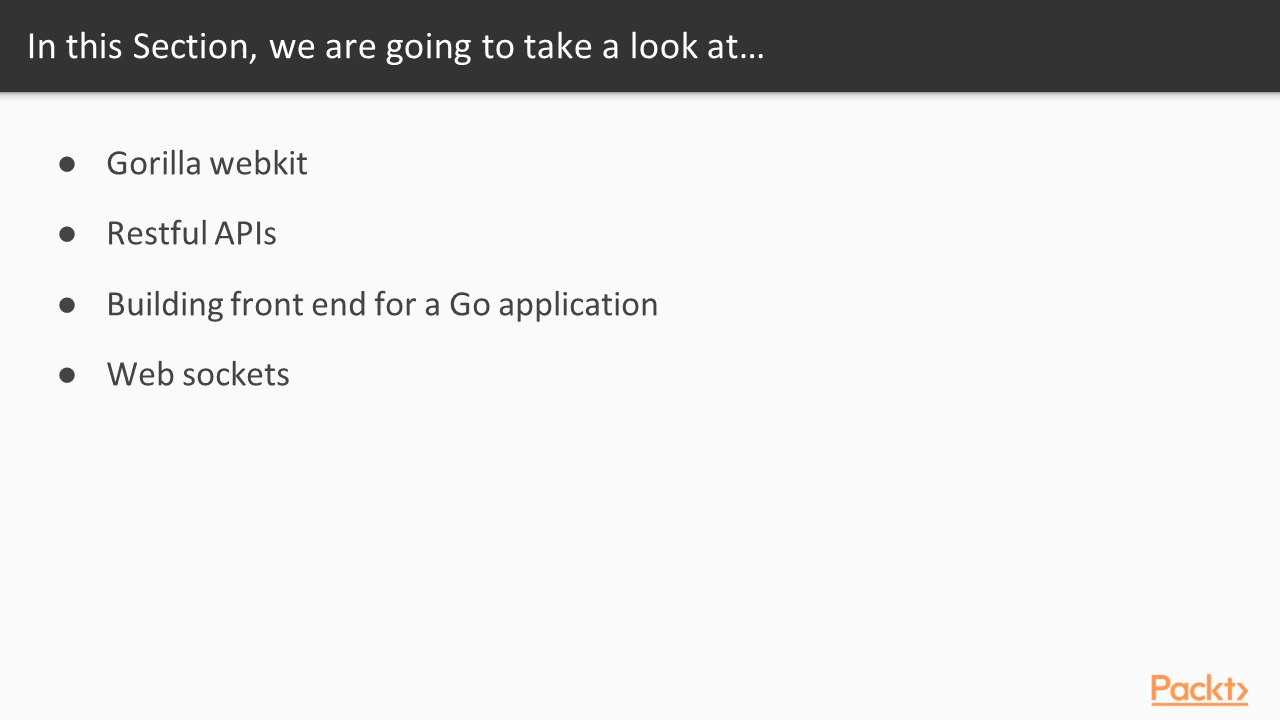 In this Section, we are going to take a look at…
● Gorilla webkit
● Restful APIs
● Building front end for a Go application
● Web sockets
Packt>